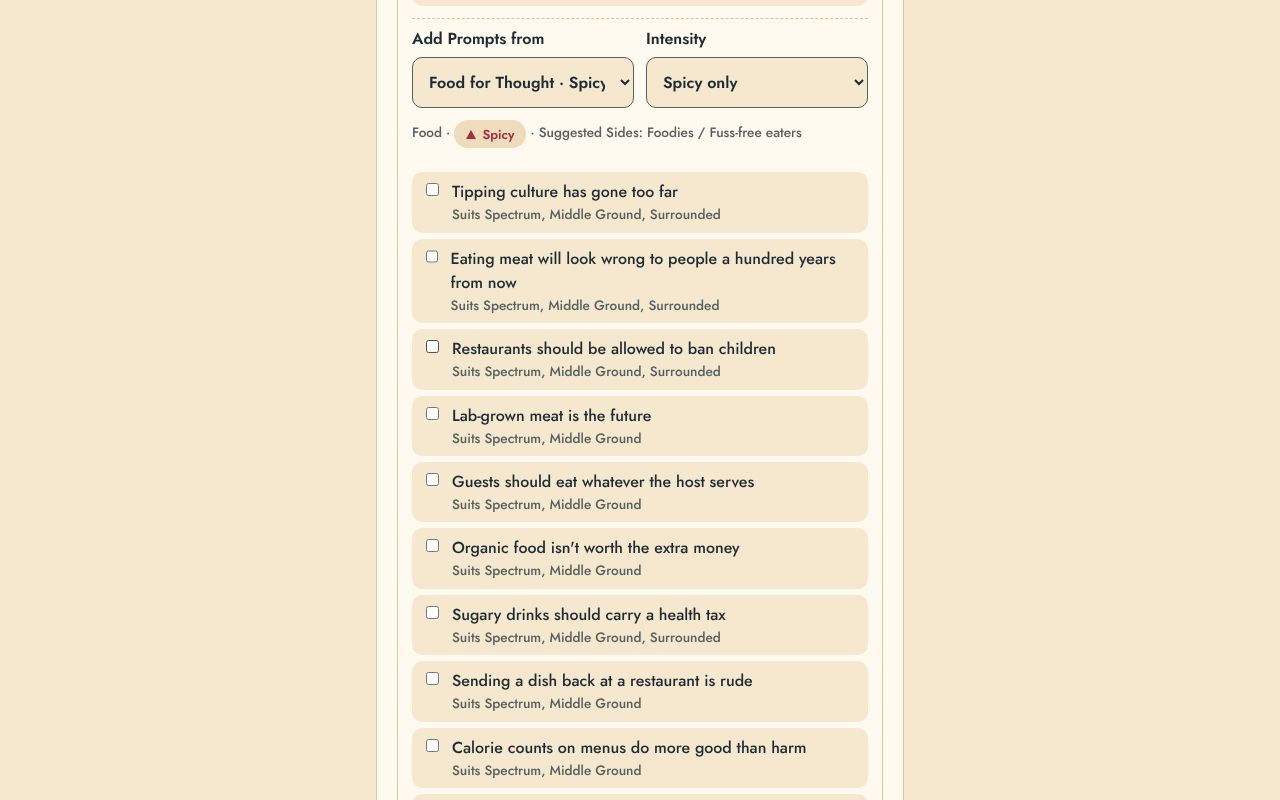 Add Prompts from
Intensity
Food for Thought · Spicy
Spicy only
Food · ▲ Spicy · Suggested Sides: Foodies / Fuss-free eaters
Tipping culture has gone too far
Suits Spectrum, Middle Ground, Surrounded
Eating meat will look wrong to people a hundred years
from now
Suits Spectrum, Middle Ground, Surrounded
Restaurants should be allowed to ban children
Suits Spectrum, Middle Ground, Surrounded
Lab-grown meat is the future
Suits Spectrum, Middle Ground
Guests should eat whatever the host serves
Suits Spectrum, Middle Ground
Organic food isn't worth the extra money
Suits Spectrum, Middle Ground
Sugary drinks should carry a health tax
Suits Spectrum, Middle Ground, Surrounded
Sending a dish back at a restaurant is rude
Suits Spectrum, Middle Ground
Calorie counts on menus do more good than harm
Suits Spectrum, Middle Ground